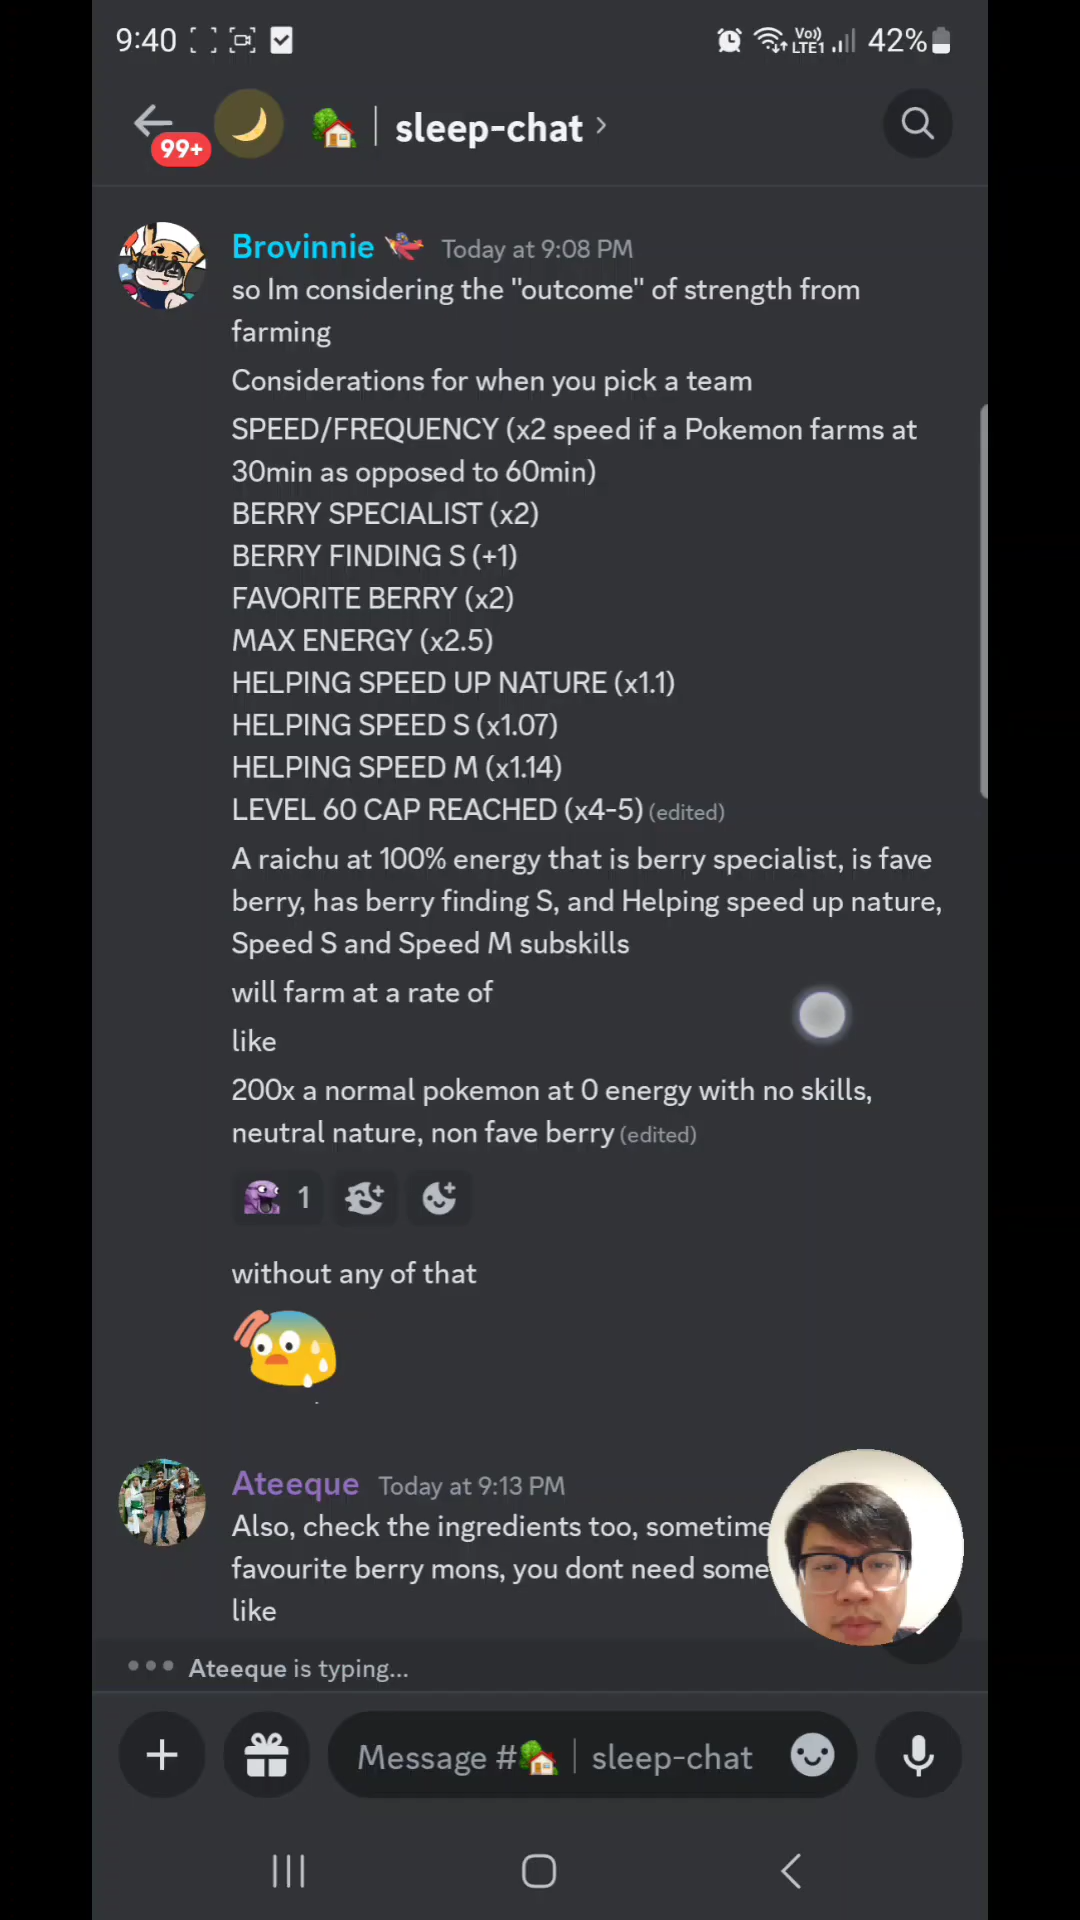 9:40
Vo)) LTE1 42%
99+
sleep-chat
Brovinnie Today at 9:08 PM
so Im considering the "outcome" of strength from
farming
Considerations for when you pick a team
SPEED/FREQUENCY (x2 speed if a Pokemon farms at
30min as opposed to 60min)
BERRY SPECIALIST (x2)
BERRY FINDING S (+1)
FAVORITE BERRY (x2)
MAX ENERGY (x2.5)
HELPING SPEED UP NATURE (x1.1)
HELPING SPEED S (x1.07)
HELPING SPEED M (x1.14)
LEVEL 60 CAP REACHED (x4-5) (edited)
A raichu at 100% energy that is berry specialist, is fave
berry, has berry finding S, and Helping speed up nature,
Speed S and Speed M subskills
will farm at a rate of
like
200x a normal pokemon at 0 energy with no skills,
neutral nature, non fave berry (edited)
1
without any of that
Ateeque Today at 9:13 PM
Also, check the ingredients too, sometime
favourite berry mons, you dont need some
like
Ateeque is typing...
Message # | sleep-chat